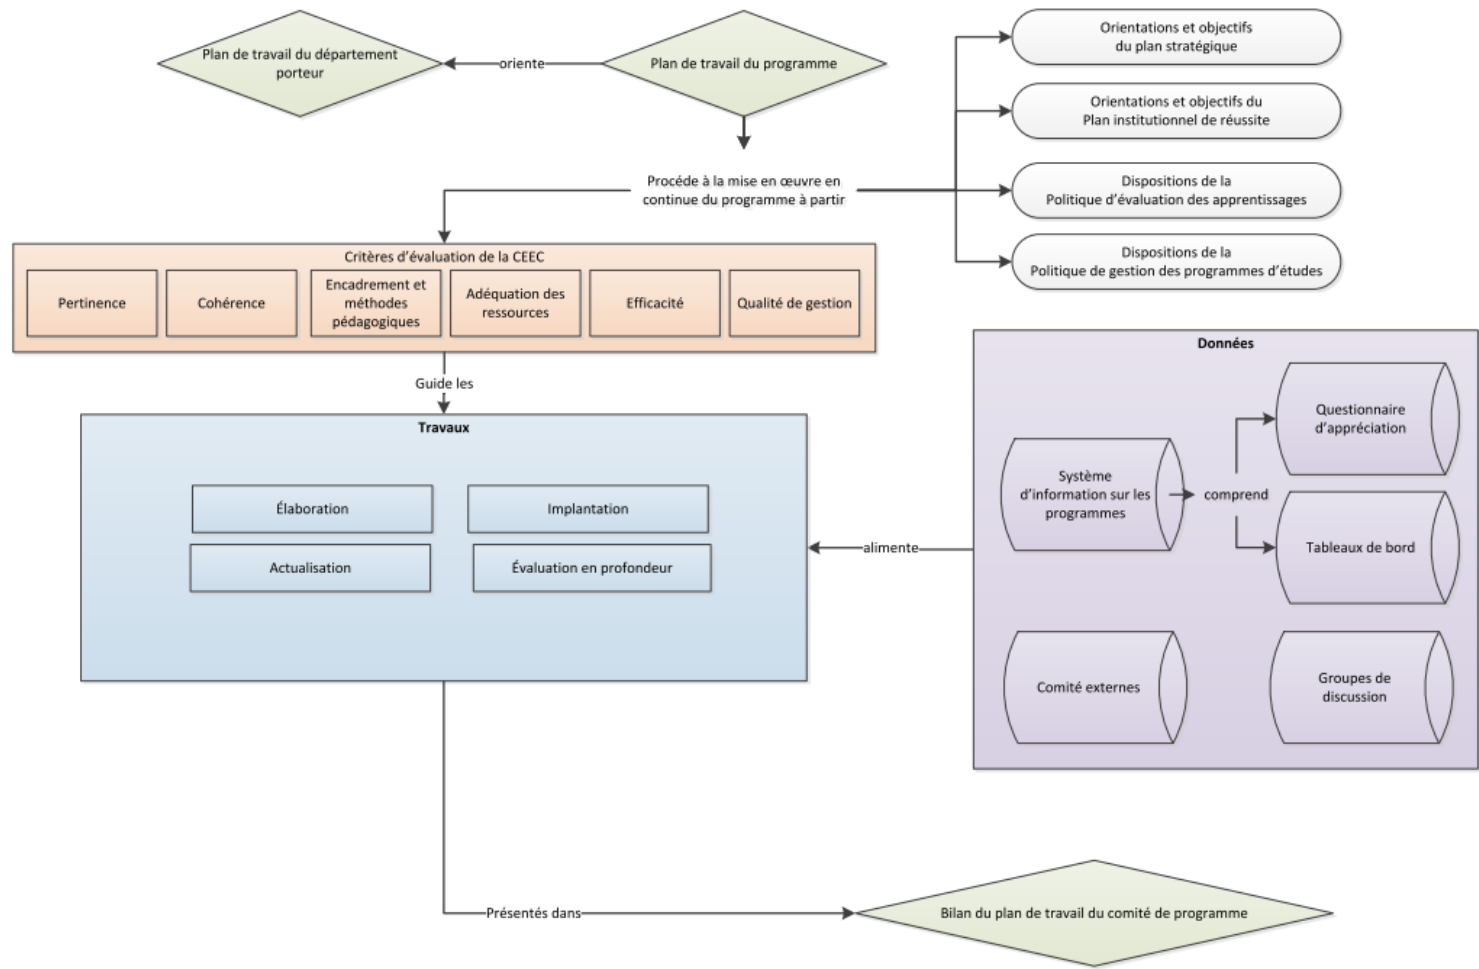 Plan de travail du département
porteur
oriente
Plan de travail du programme
Orientations et objectifs
du plan stratégique
Orientations et objectifs du
Plan institutionnel de réussite
Procéde à la mise en œuvre en
continue du programme à partir
Dispositions de la
Politique d'évaluation des apprentissages
Dispositions de la
Politique de gestion des programmes d'études
Critères d'évaluation de la CEEC
Pertinence
Cohérence
Encadrement et
méthodes
pédagogiques
Adéquation des
ressources
Efficacité
Qualité de gestion
Guide les
Travaux
Élaboration
Implantation
Actualisation
Évaluation en profondeur
alimente
Données
Système
d'information sur les
programmes
comprend
Questionnaire
d'appréciation
Tableaux de bord
Comité externes
Groupes de
discussion
Présentés dans
Bilan du plan de travail du comité de programme